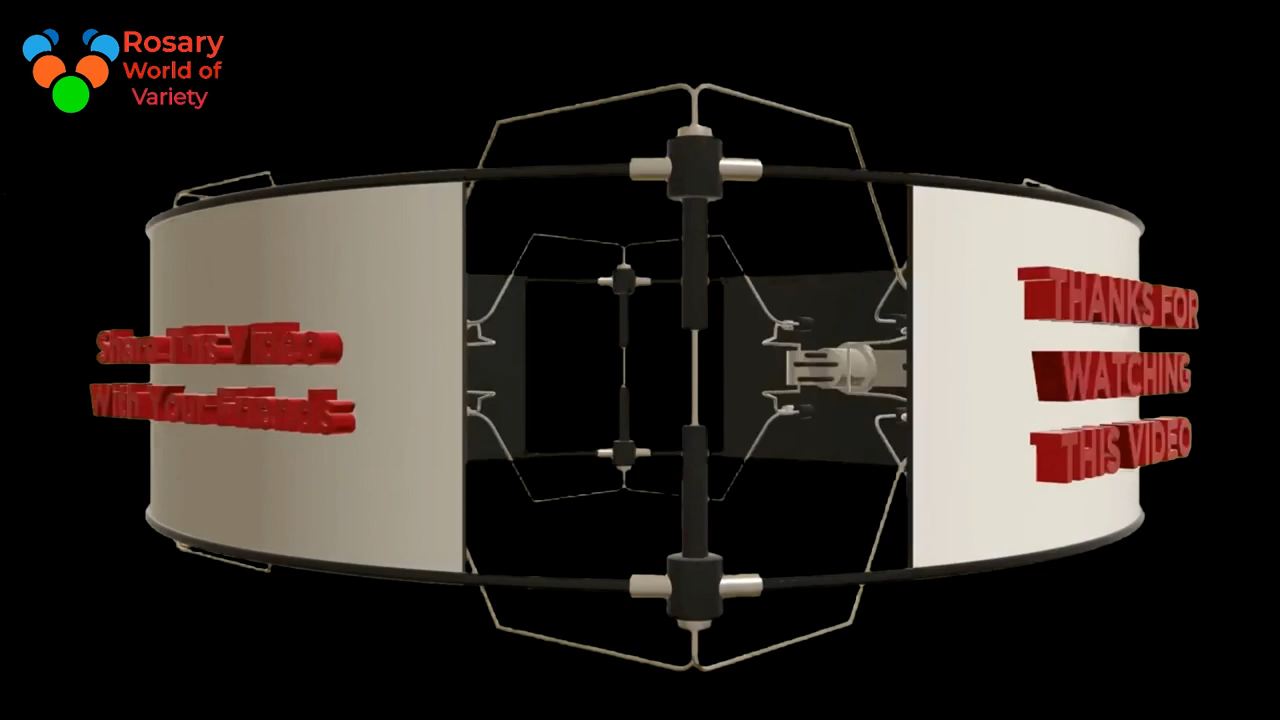 Rosary
World of
Variety
Share This Video
With Your Friends
THANKS FOR
WATCHING
THIS VIDEO